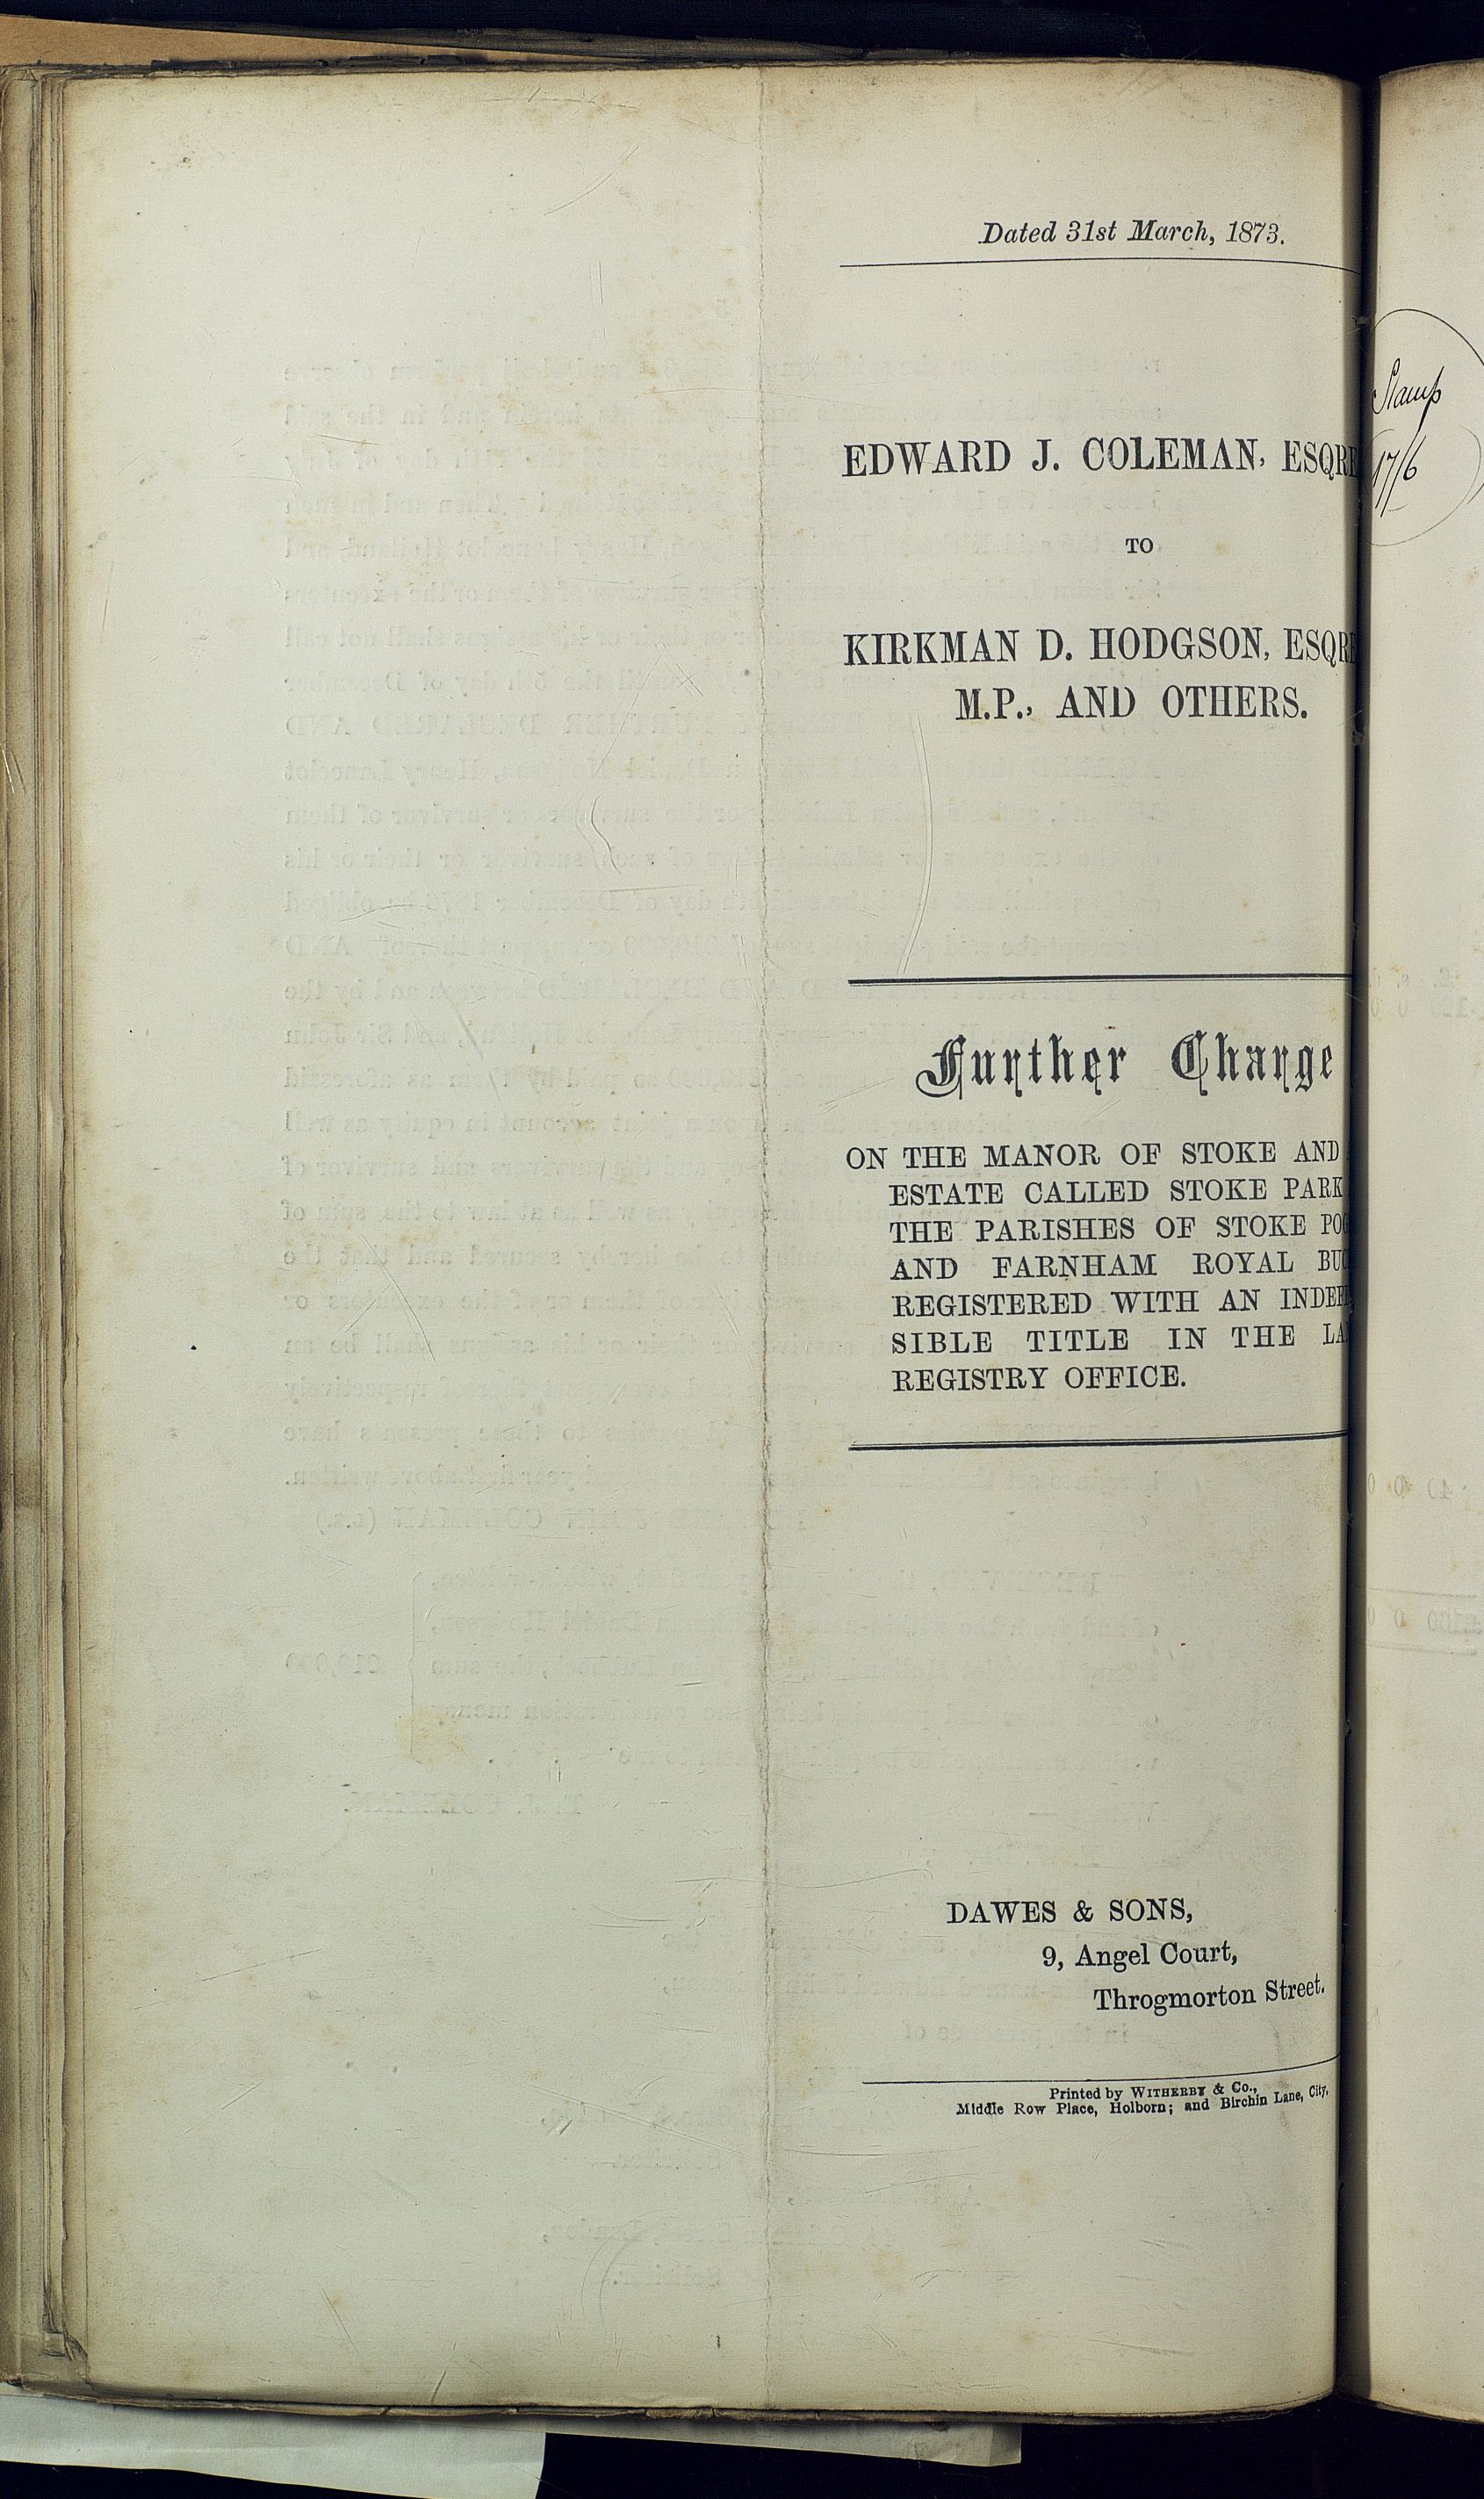 Dated 31st March, 1873.
EDWARD J. COLEMAN, ESQRE
TO
KIRKMAN D. HODGSON, ESQRE
M.P., AND OTHERS.
Further Charge
ON THE MANOR OF STOKE AND
ESTATE CALLED STOKE PARK
THE PARISHES OF STOKE PO
AND FARNHAM ROYAL BU
REGISTERED WITH AN INDEF
SIBLE TITLE IN THE LA
REGISTRY OFFICE.
DAWES & SONS,
9, Angel Court,
Throgmorton Street.
Printed by WITHERBY & Co.,
Middle Row Place, Holborn; and Birchin Lane, City.
Stamp
17/6